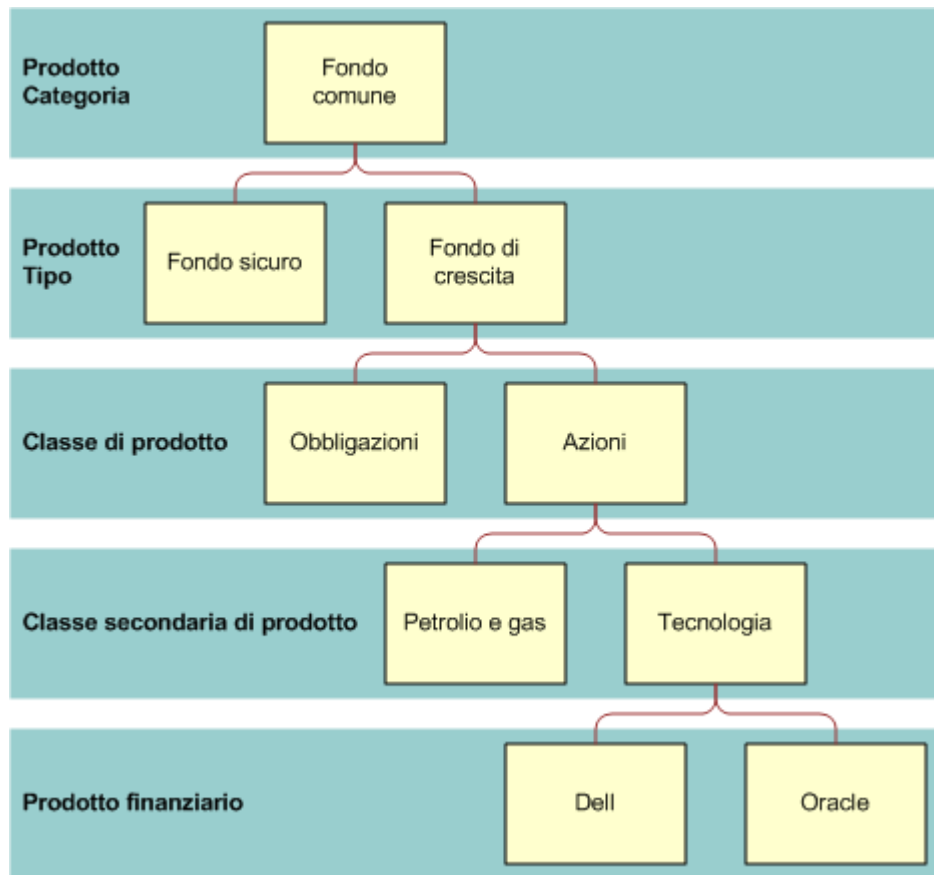 Prodotto
Categoria
Fondo
comune
Prodotto
Tipo
Fondo sicuro
Fondo di
crescita
Classe di prodotto
Obbligazioni
Azioni
Classe secondaria di prodotto
Petrolio e gas
Tecnologia
Prodotto finanziario
Dell
Oracle